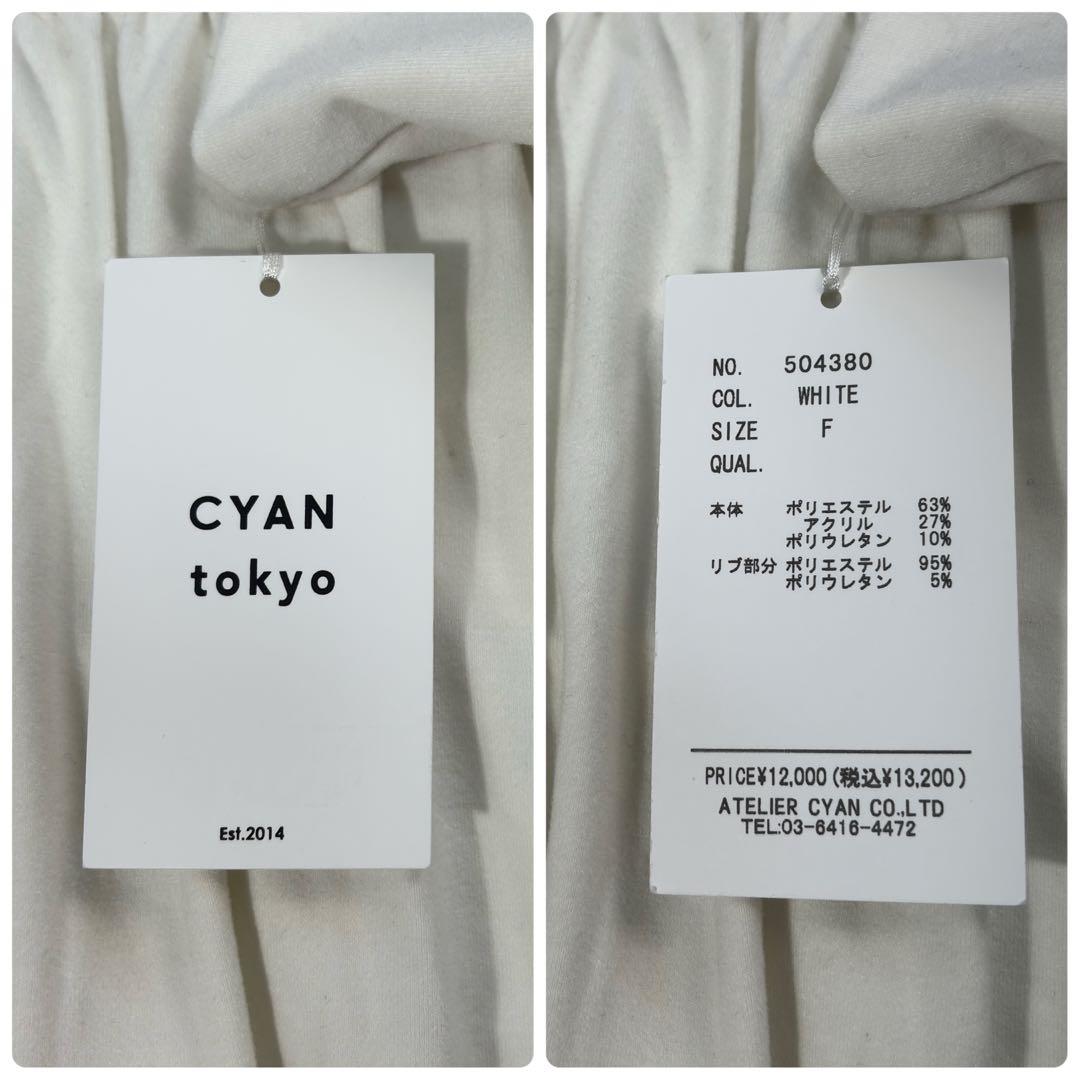 CYAN
tokyo
Est.2014
NO. 504380
COL. WHITE
SIZE F
QUAL.
本体 ポリエステル 63%
アクリル 27%
ポリウレタン 10%
リブ部分 ポリエステル 95%
ポリウレタン 5%
PRICE¥12,000(税込¥13,200)
ATELIER CYAN CO.,LTD
TEL:03-6416-4472